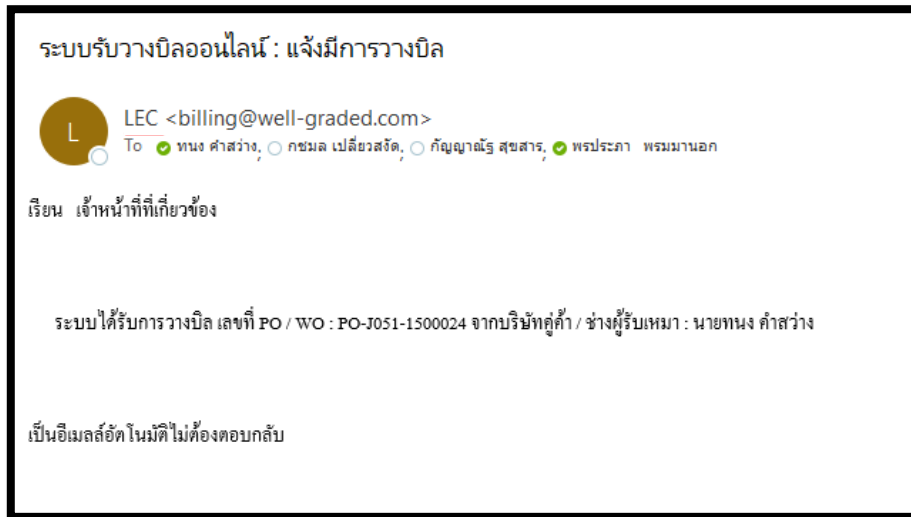 ระบบรับวางบิลออนไลน์ : แจ้งมีการวางบิล
L
LEC <billing@well-graded.com>
To ทนง คำสว่าง, กชมล เปลี่ยวสงัด, กัญญาณัฐ สุขสาร, พรประภา พรมมานอก
เรียน เจ้าหน้าที่ที่เกี่ยวข้อง
ระบบได้รับการวางบิล เลขที่ PO / WO : PO-J051-1500024 จากบริษัทคู่ค้า / ช่างผู้รับเหมา : นายทนง คำสว่าง
เป็นอีเมลล์อัตโนมัติไม่ต้องตอบกลับ